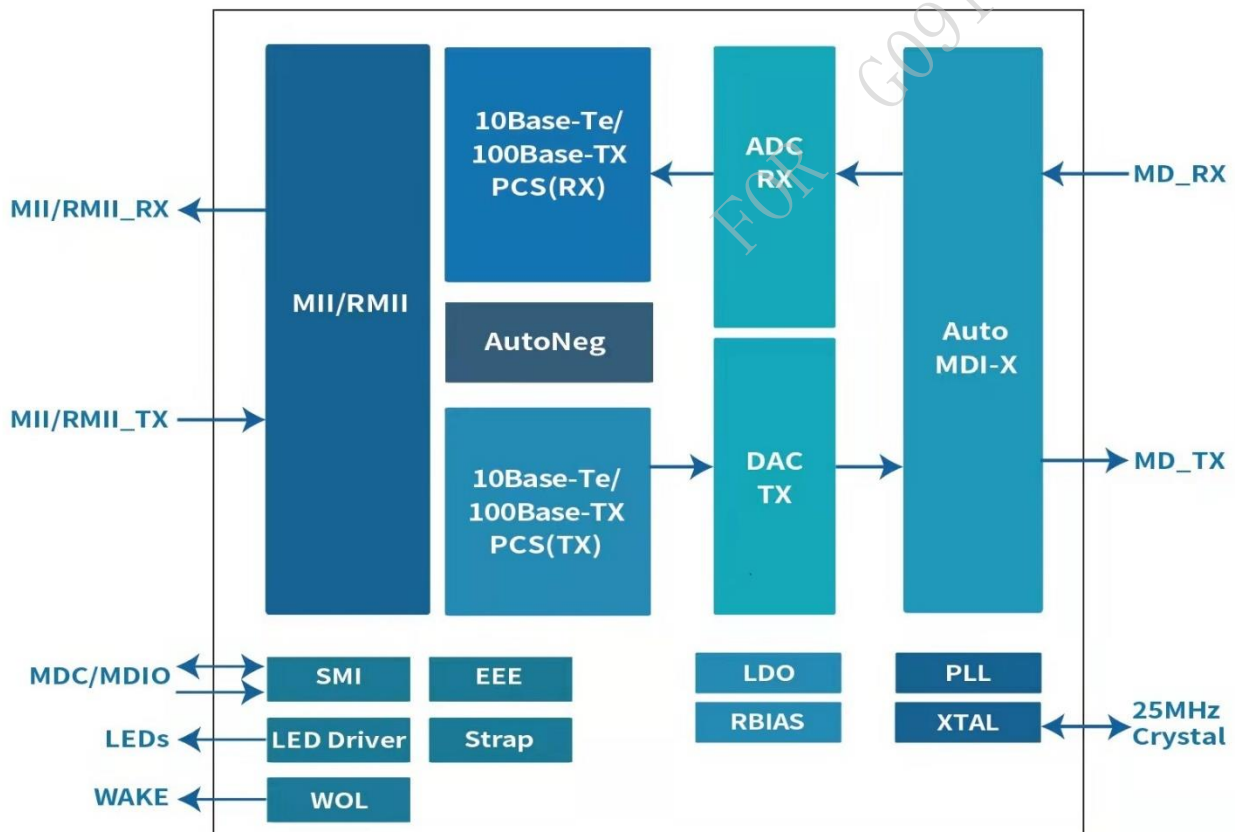 10Base-Te/
100Base-TX
PCS(RX)
ADC
RX
MD_RX
MII/RMII_RX
MII/RMII
AutoNeg
Auto
MDI-X
MII/RMII_TX
10Base-Te/
100Base-TX
PCS(TX)
DAC
TX
MD_TX
MDC/MDIO
SMI
EEE
LDO
PLL
LEDs
LED Driver
Strap
RBIAS
XTAL
25MHz
Crystal
WAKE
WOL
FOR